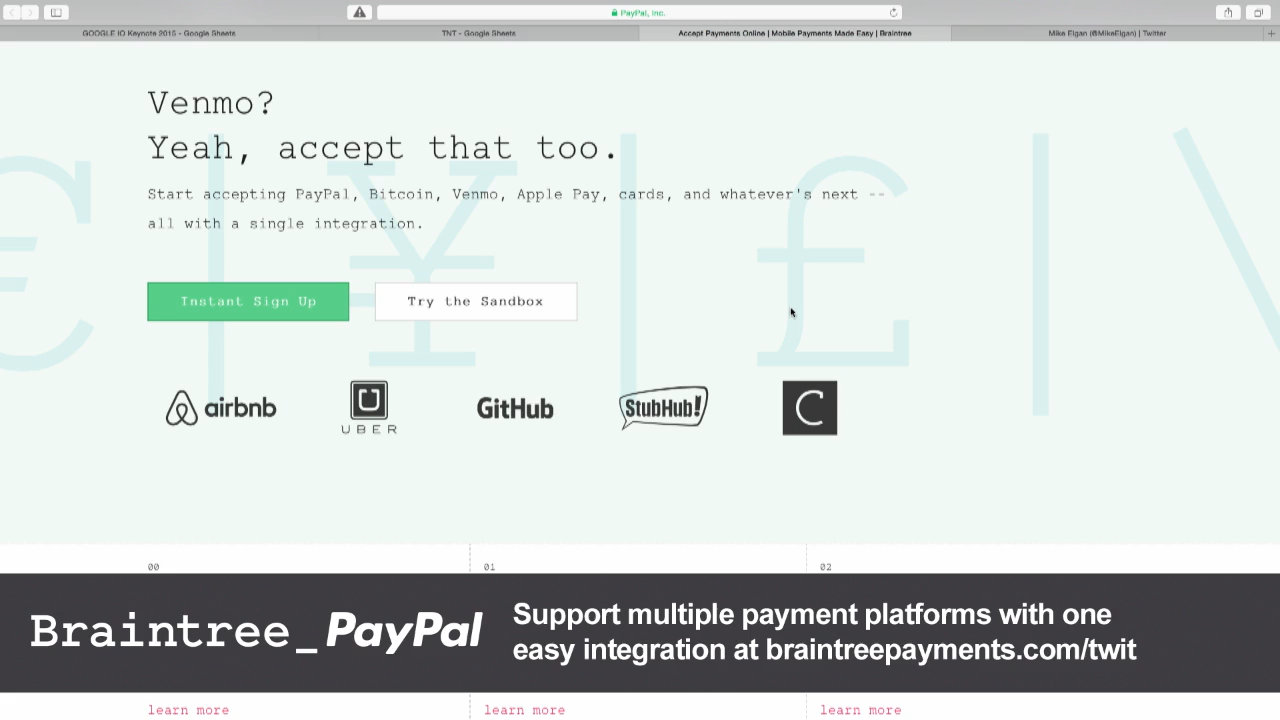 PayPal, Inc.
GOOGLE IO Keynote 2015 - Google Sheets
TNT - Google Sheets
Accept Payments Online | Mobile Payments Made Easy | Braintree
Mike Elgan (@MikeElgan) | Twitter
Venmo?
Yeah, accept that too.
Start accepting PayPal, Bitcoin, Venmo, Apple Pay, cards, and whatever's next --
all with a single integration.
Instant Sign Up
Try the Sandbox
airbnb
UBER
GitHub
StubHub!
C
00
01
02
Braintree_PayPal
Support multiple payment platforms with one
easy integration at braintreepayments.com/twit
learn more
learn more
learn more